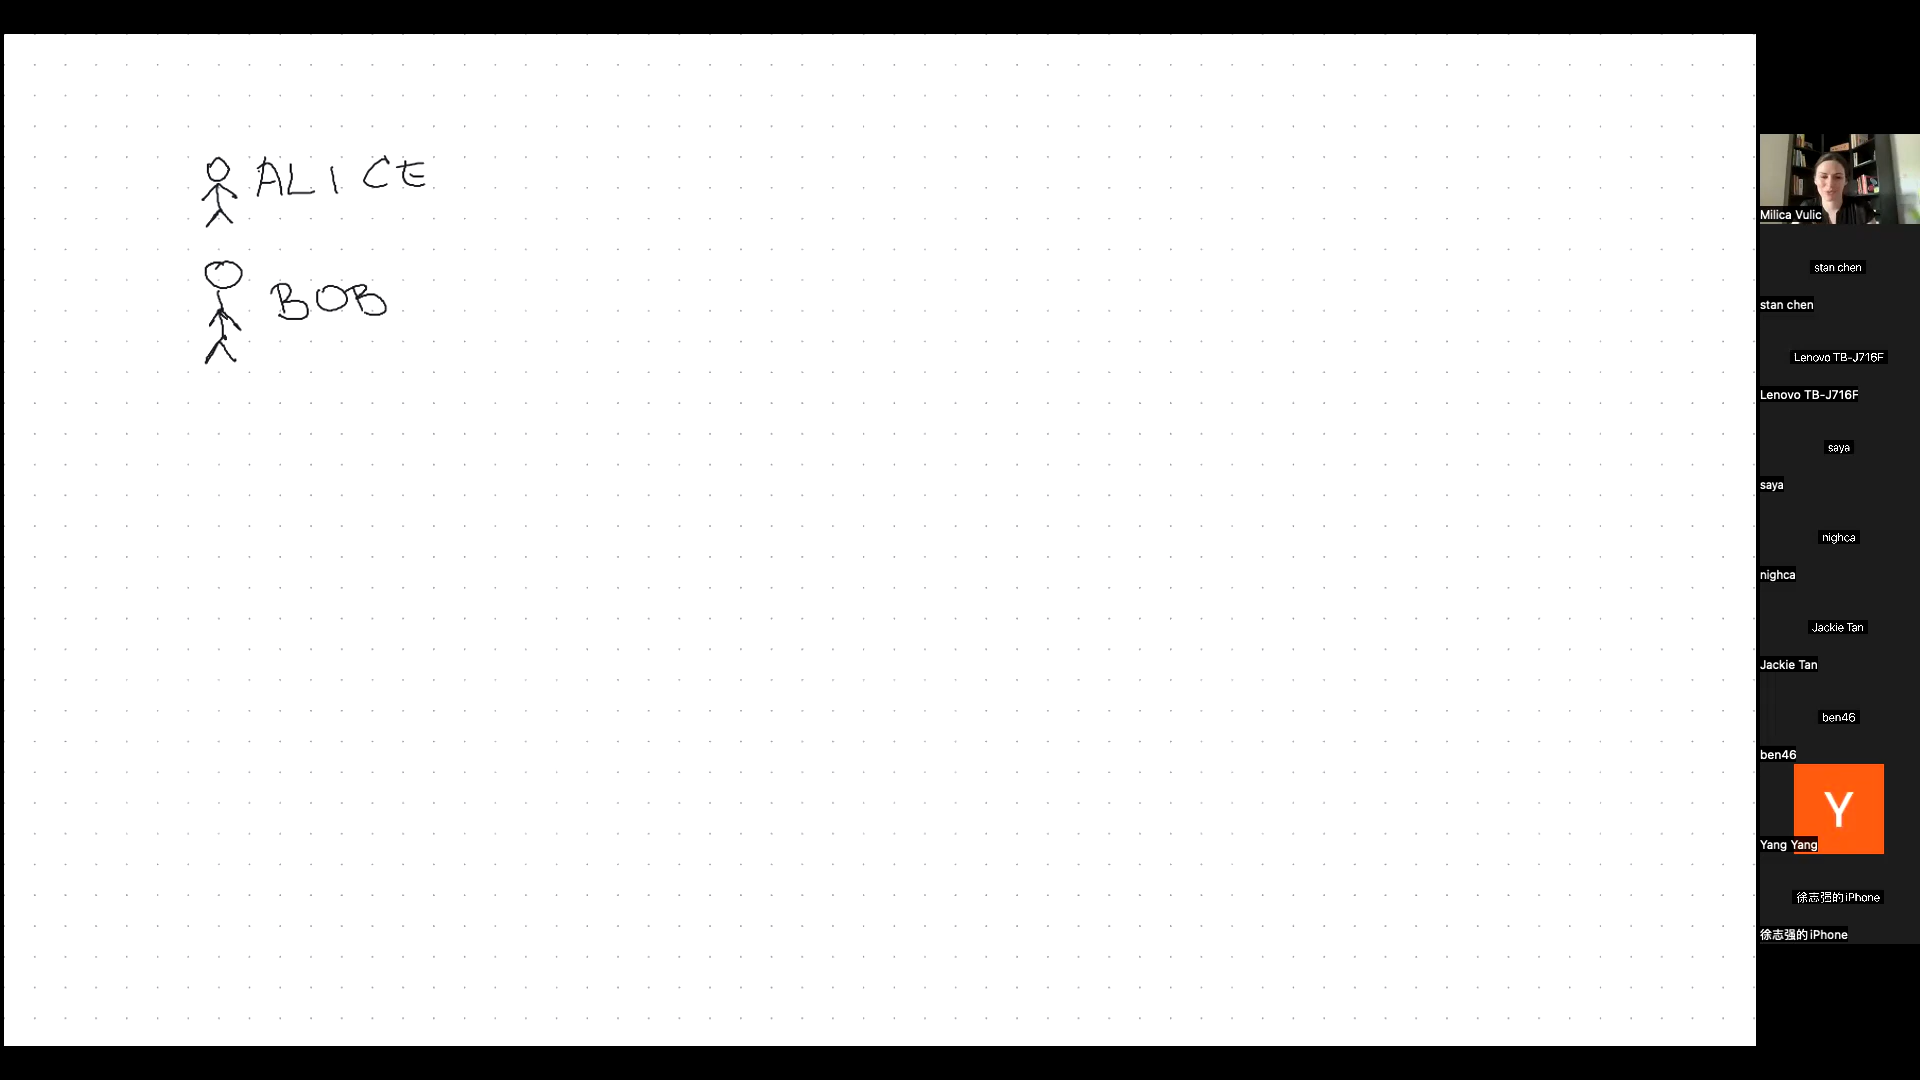 ALICE
BOB
Milica Vulic
stan chen
stan chen
Lenovo TB-J716F
Lenovo TB-J716F
saya
saya
nighca
nighca
Jackie Tan
Jackie Tan
ben46
ben46
Y
Yang Yang
徐志强的iPhone
徐志强的iPhone